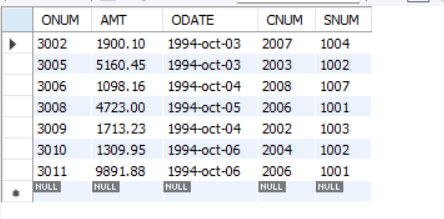 ONUM AMT ODATE CNUM SNUM
3002 1900.10 1994-oct-03 2007 1004
3005 5160.45 1994-oct-03 2003 1002
3006 1098.16 1994-oct-04 2008 1007
3008 4723.00 1994-oct-05 2006 1001
3009 1713.23 1994-oct-04 2002 1003
3010 1309.95 1994-oct-06 2004 1002
3011 9891.88 1994-oct-06 2006 1001
NULL NULL NULL NULL NULL